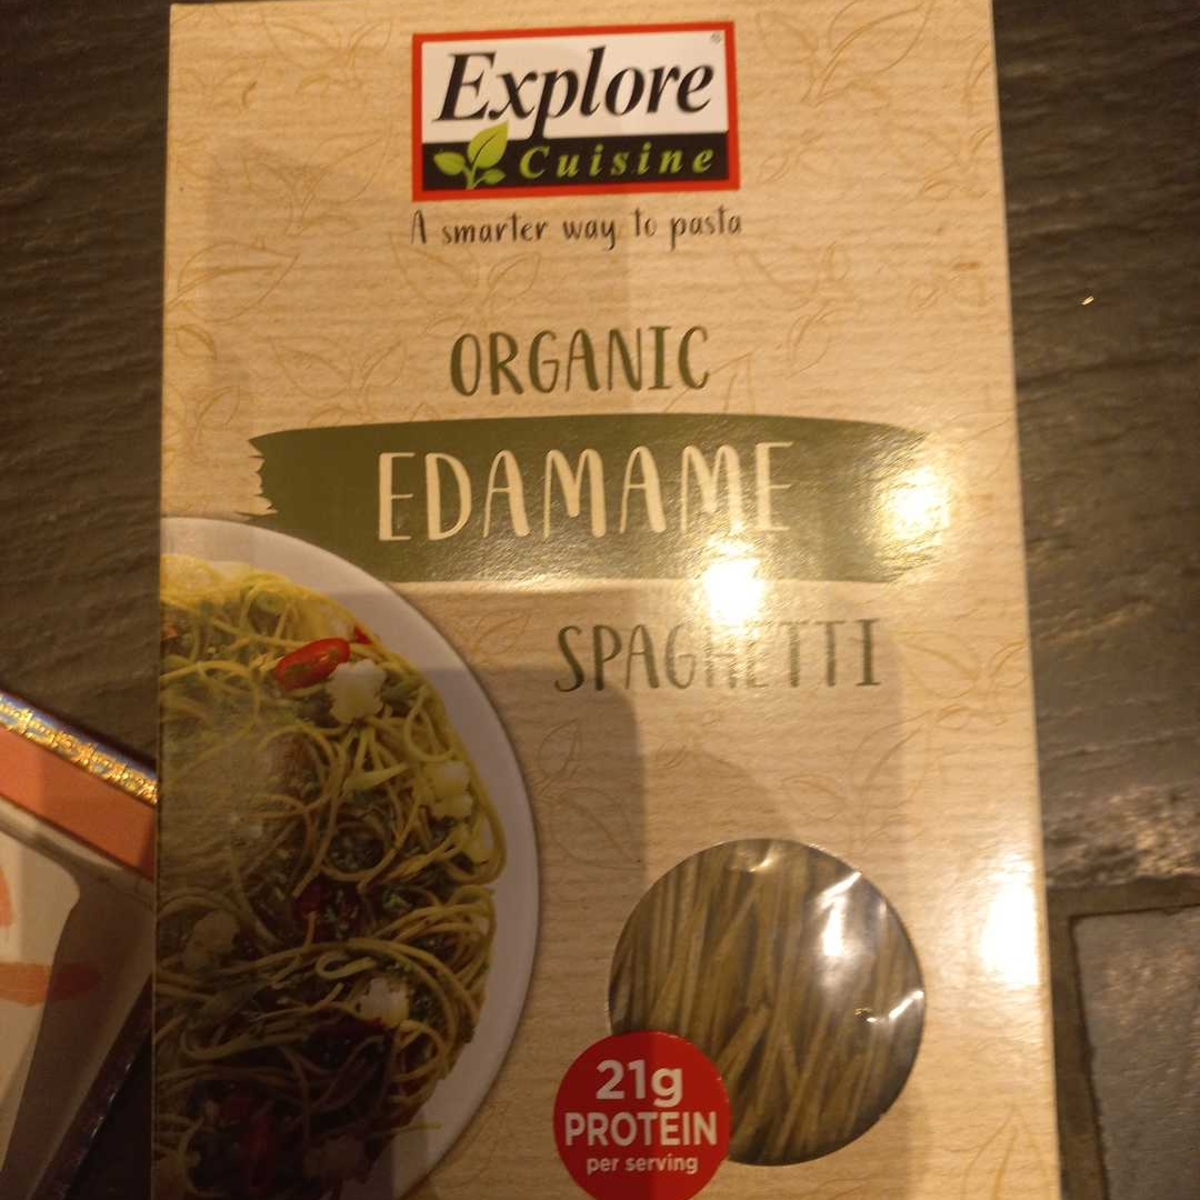 Explore®
Cuisine
A smarter way to pasta
ORGANIC
EDAMAME
SPAGHETTI
21g
PROTEIN
per serving